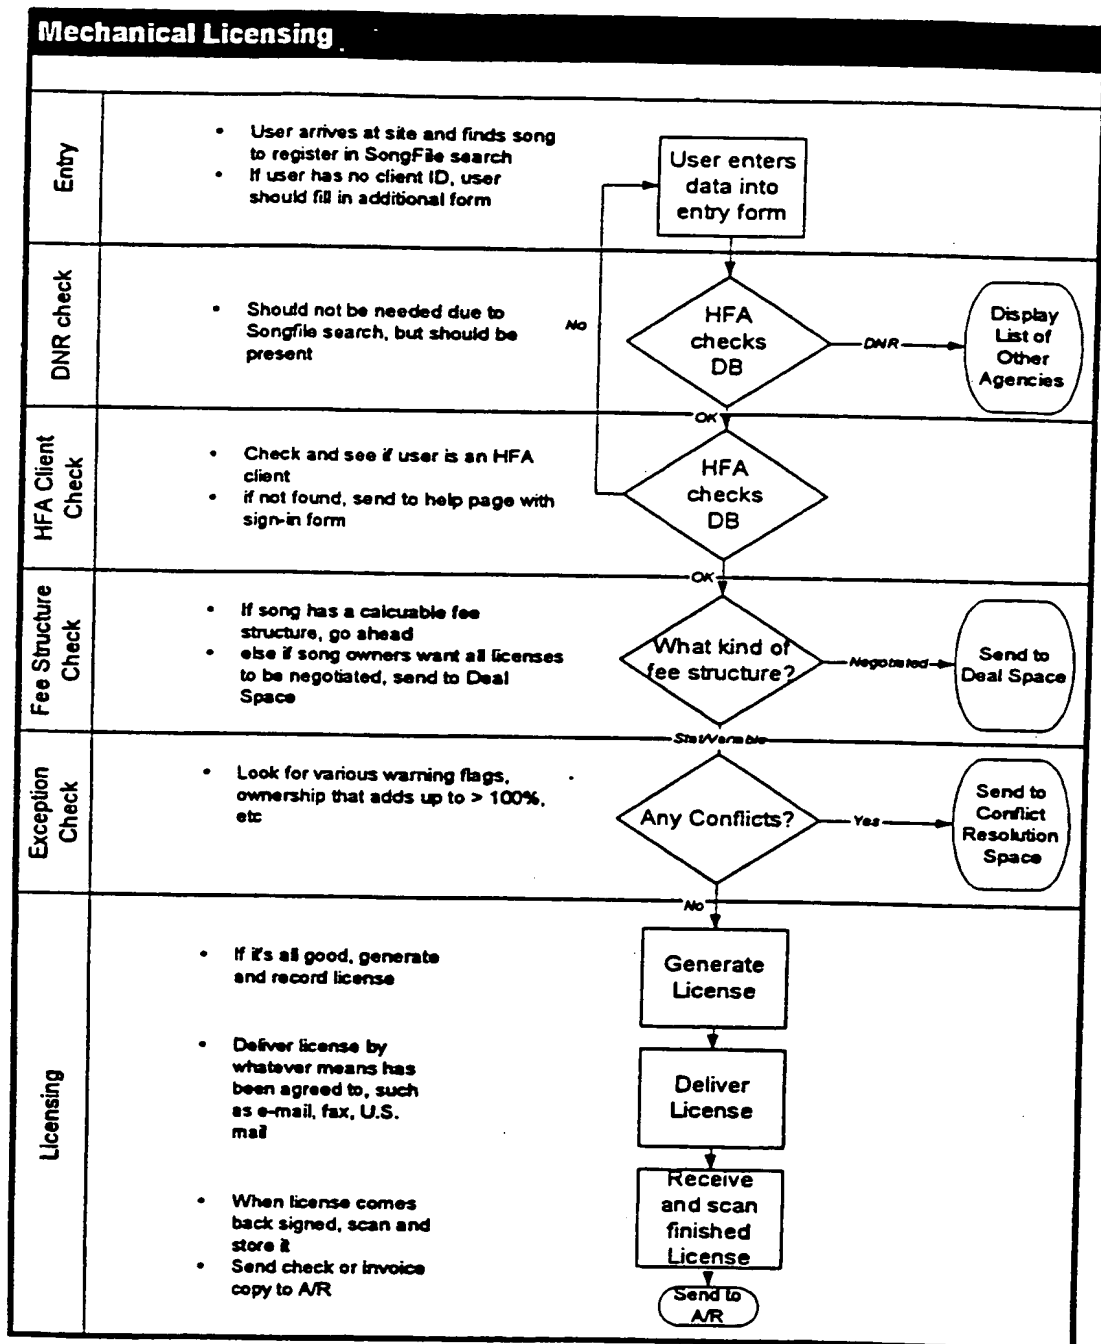 Mechanical Licensing
Entry
• User arrives at site and finds song
to register in SongFile search
• If user has no client ID, user
should fill in additional form
User enters
data into
entry form
DNR check
• Should not be needed due to
Songfile search, but should be
present
No
HFA
checks
DB
DNR
Display
List of
Other
Agencies
OK
HFA Client
Check
• Check and see if user is an HFA
client
• if not found, send to help page with
sign-in form
HFA
checks
DB
OK
Fee Structure
Check
• If song has a calcuable fee
structure, go ahead
• else if song owners want all licenses
to be negotiated, send to Deal
Space
What kind of
fee structure?
Negotiated
Send to
Deal Space
Stat/Variable
Exception
Check
• Look for various warning flags,
ownership that adds up to > 100%,
etc
Any Conflicts?
Yes
Send to
Conflict
Resolution
Space
No
Licensing
• If it's all good, generate
and record license
Generate
License
• Deliver license by
whatever means has
been agreed to, such
as e-mail, fax, U.S.
mail
Deliver
License
• When license comes
back signed, scan and
store it
• Send check or invoice
copy to A/R
Receive
and scan
finished
License
Send to
A/R